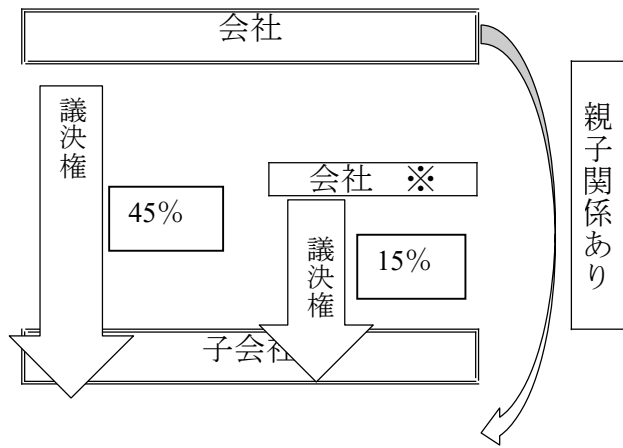 会社
議決権
親子関係あり
会社 ※
45%
議決権
15%
子会社